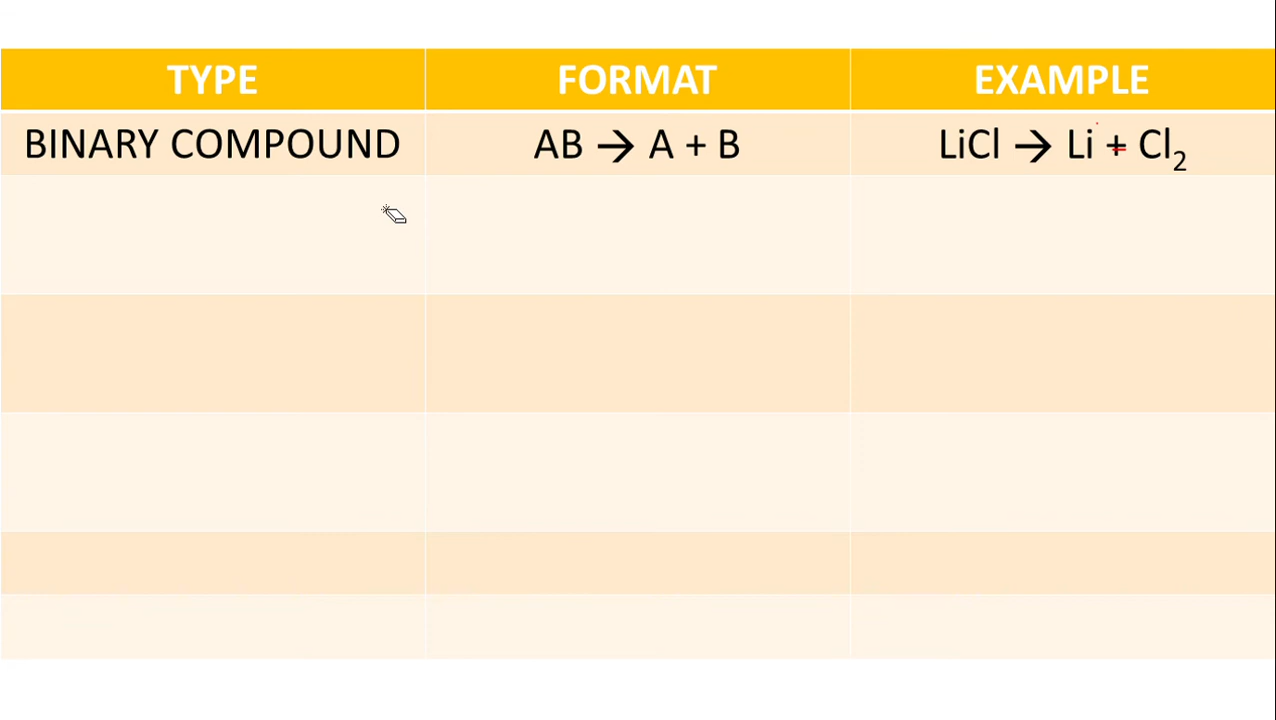 TYPE FORMAT EXAMPLE
BINARY COMPOUND AB → A + B LiCl → Li + Cl₂